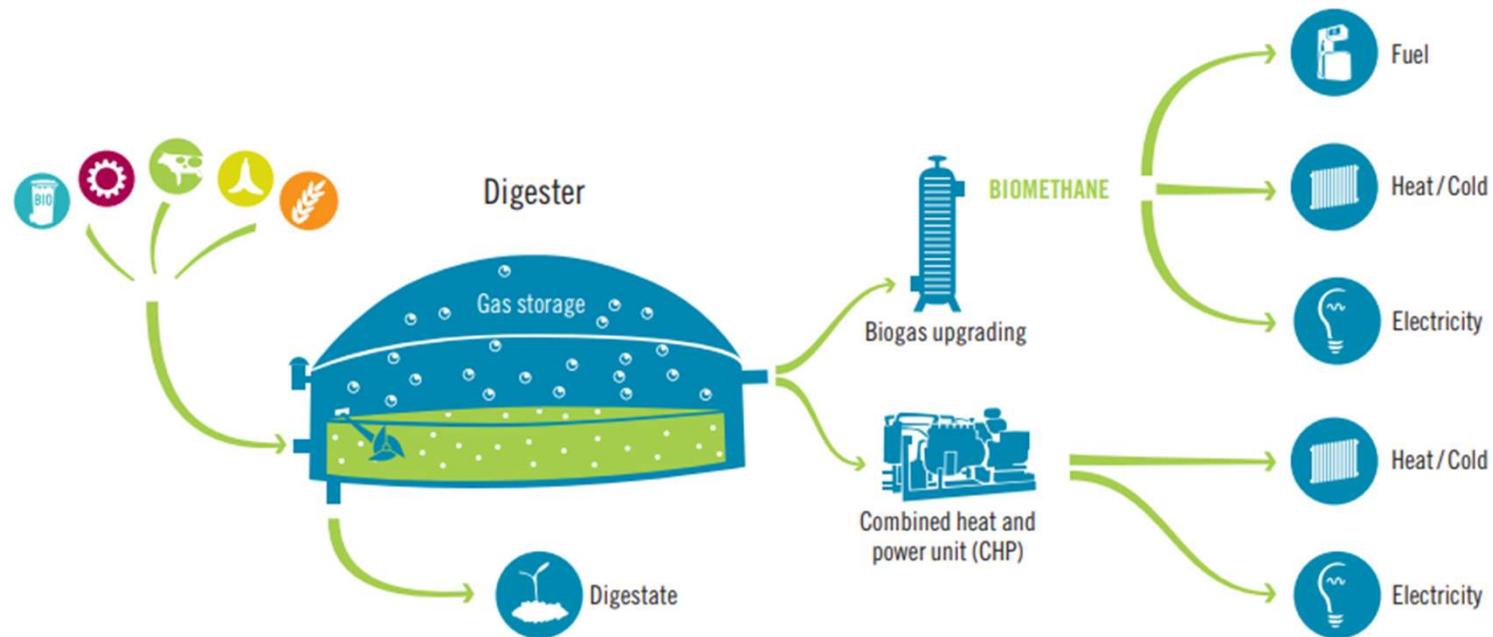 BIO
Digester
Gas storage
Biogas upgrading
BIOMETHANE
Fuel
Heat/Cold
Electricity
Combined heat and
power unit (CHP)
Heat/Cold
Electricity
Digestate